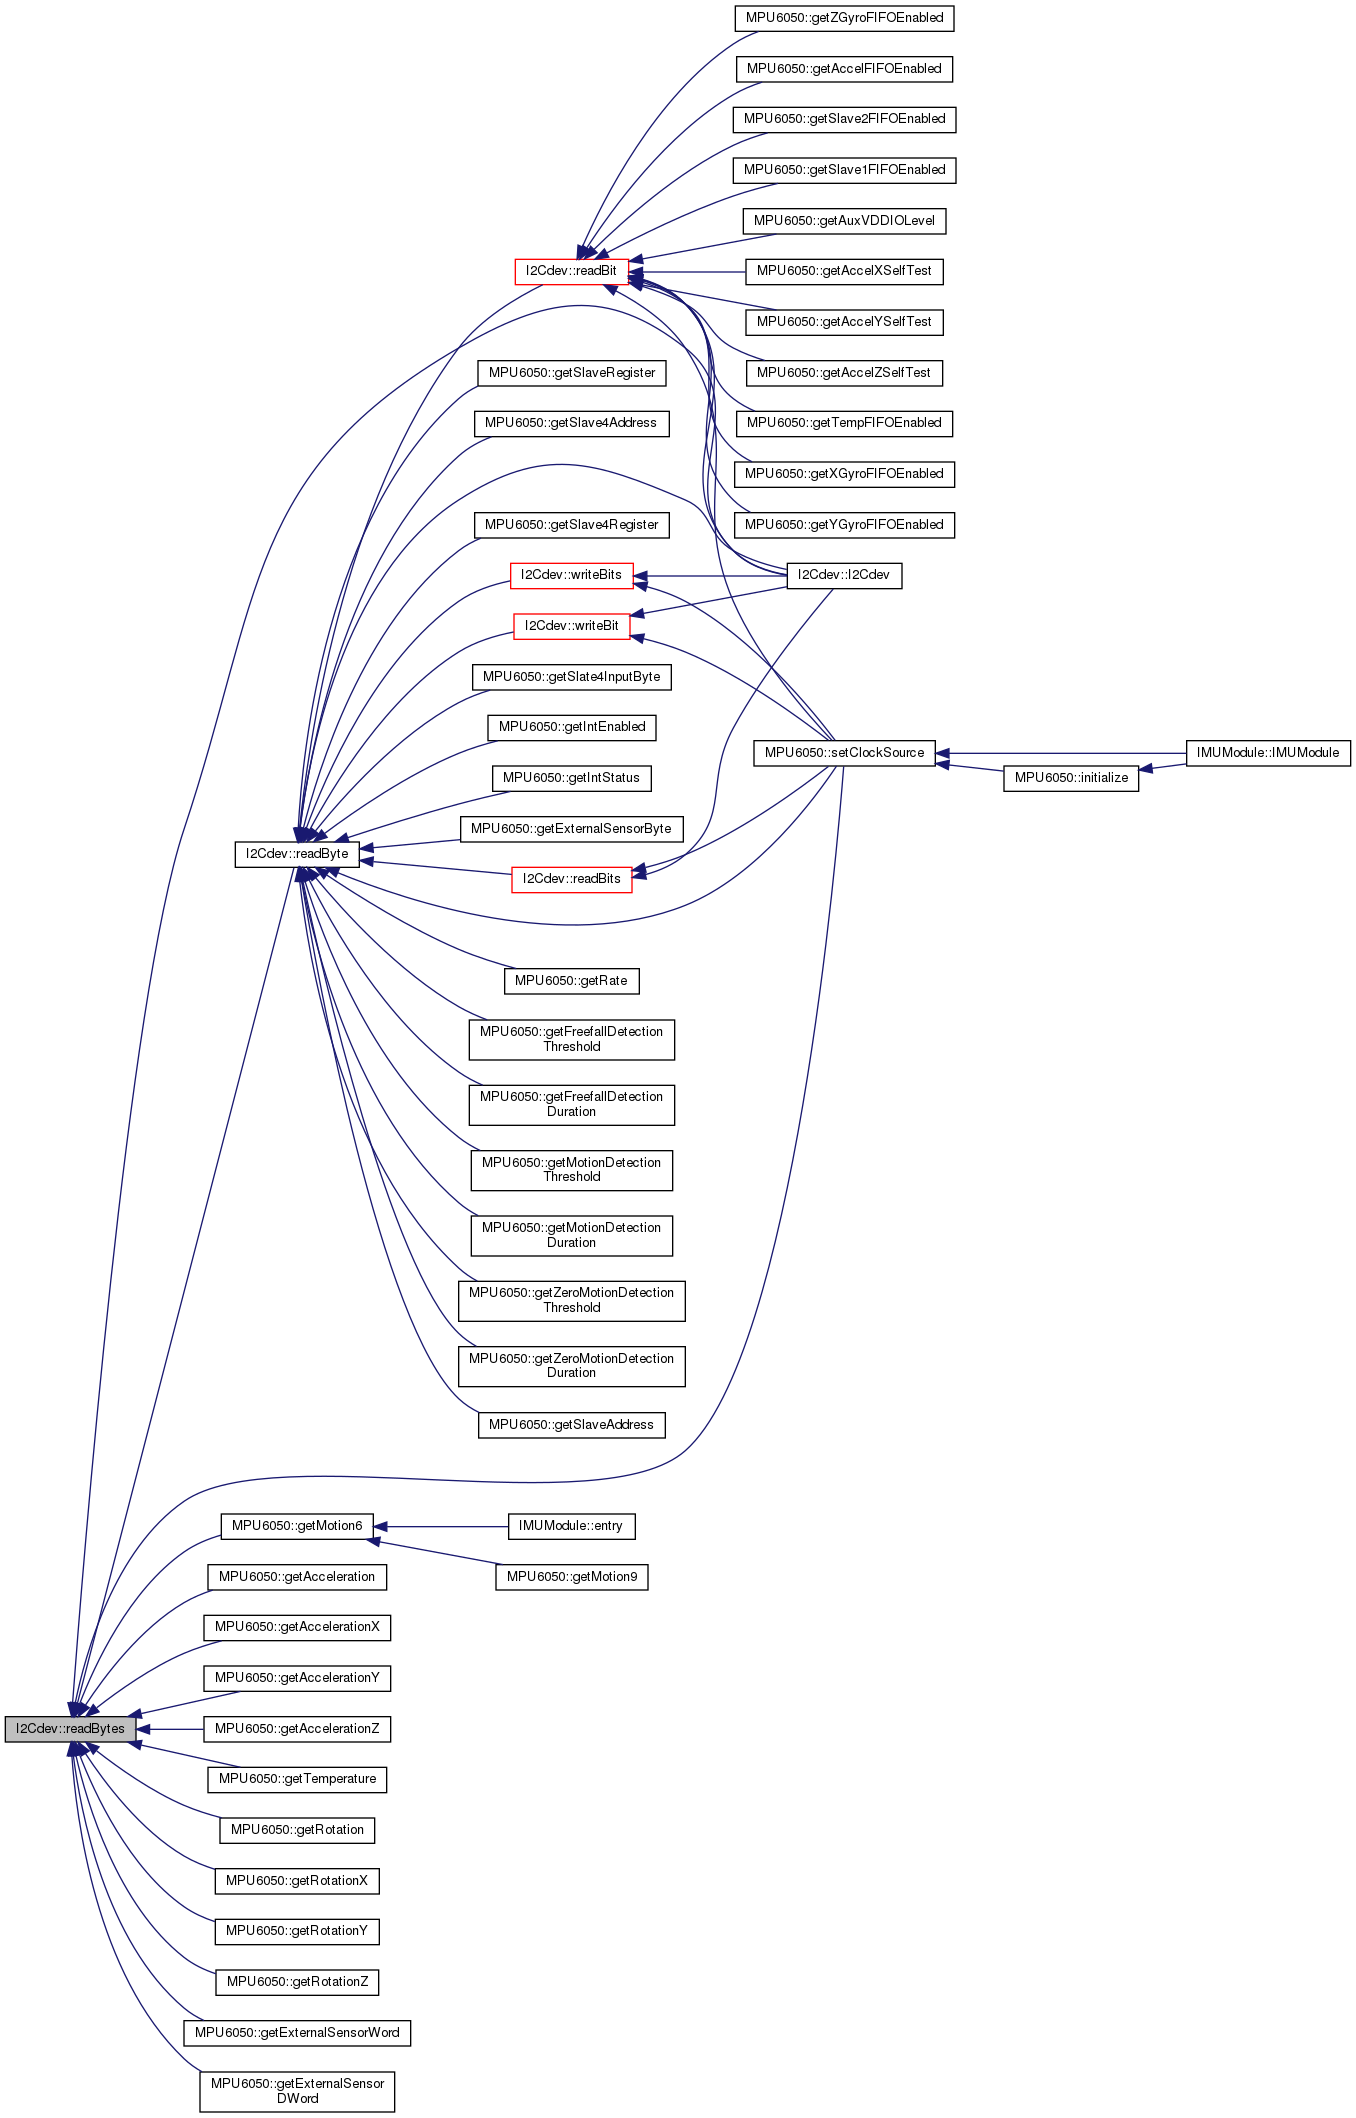 MPU6050::getZGyroFIFOEnabled
MPU6050::getAccelFIFOEnabled
MPU6050::getSlave2FIFOEnabled
MPU6050::getSlave1FIFOEnabled
MPU6050::getAuxVDDIOLevel
I2Cdev::readBit
MPU6050::getAccelXSelfTest
MPU6050::getAccelYSelfTest
MPU6050::getSlaveRegister
MPU6050::getAccelZSelfTest
MPU6050::getSlave4Address
MPU6050::getTempFIFOEnabled
MPU6050::getXGyroFIFOEnabled
MPU6050::getSlave4Register
MPU6050::getYGyroFIFOEnabled
I2Cdev::writeBits
I2Cdev::I2Cdev
I2Cdev::writeBit
MPU6050::getSlate4InputByte
MPU6050::getIntEnabled
MPU6050::setClockSource
IMUModule::IMUModule
MPU6050::getIntStatus
MPU6050::initialize
MPU6050::getExternalSensorByte
I2Cdev::readByte
I2Cdev::readBits
MPU6050::getRate
MPU6050::getFreefallDetection
Threshold
MPU6050::getFreefallDetection
Duration
MPU6050::getMotionDetection
Threshold
MPU6050::getMotionDetection
Duration
MPU6050::getZeroMotionDetection
Threshold
MPU6050::getZeroMotionDetection
Duration
MPU6050::getSlaveAddress
MPU6050::getMotion6
IMUModule::entry
MPU6050::getAcceleration
MPU6050::getMotion9
MPU6050::getAccelerationX
MPU6050::getAccelerationY
I2Cdev::readBytes
MPU6050::getAccelerationZ
MPU6050::getTemperature
MPU6050::getRotation
MPU6050::getRotationX
MPU6050::getRotationY
MPU6050::getRotationZ
MPU6050::getExternalSensorWord
MPU6050::getExternalSensor
DWord